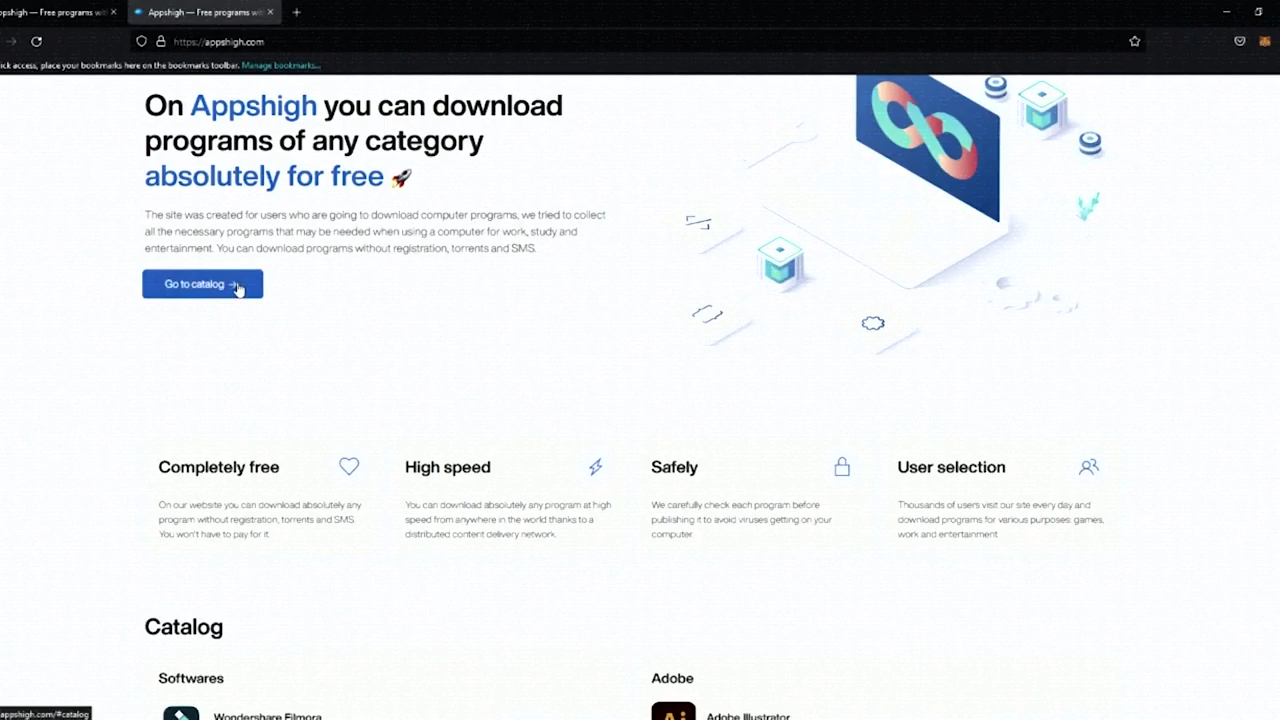 Appshigh — Free programs wi
https://appshigh.com
ick access, place your bookmarks here on the bookmarks toolbar. Manage bookmarks...
On Appshigh you can download
programs of any category
absolutely for free 🚀
The site was created for users who are going to download computer programs, we tried to collect
all the necessary programs that may be needed when using a computer for work, study and
entertainment. You can download programs without registration, torrents and SMS.
Go to catalog →
Completely free
On our website you can download absolutely any
program without registration, torrents and SMS.
You won't have to pay for it.
High speed
You can download absolutely any program at high
speed from anywhere in the world thanks to a
distributed content delivery network.
Safely
We carefully check each program before
publishing it to avoid viruses getting on your
computer.
User selection
Thousands of users visit our site every day and
download programs for various purposes: games,
work and entertainment
Catalog
Softwares
Adobe
Wondershare Filmora
Ai
Adobe Illustrator
appshigh.com/#catalog